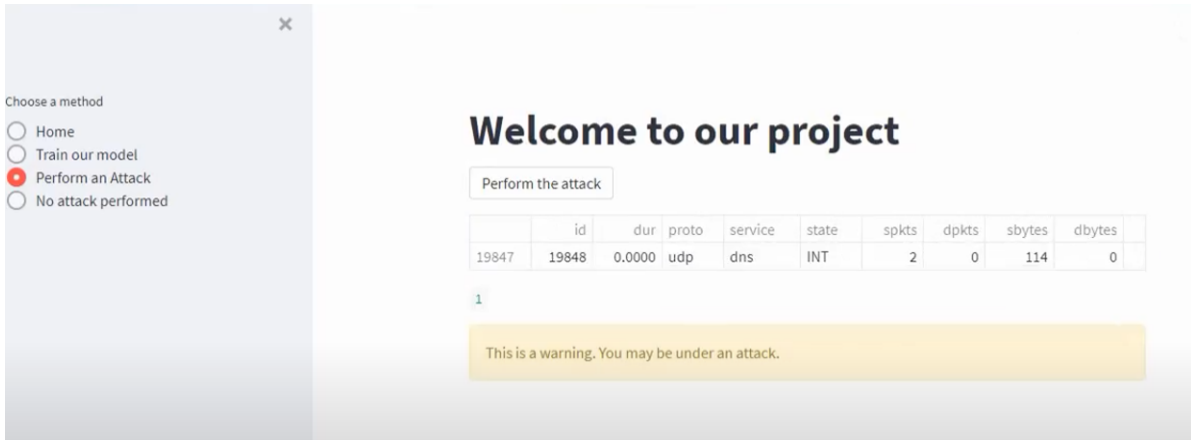 Choose a method
Home
Train our model
Perform an Attack
No attack performed
Welcome to our project
Perform the attack
id dur proto service state spkts dpkts sbytes dbytes
19847 19848 0.0000 udp dns INT 2 0 114 0
1
This is a warning. You may be under an attack.